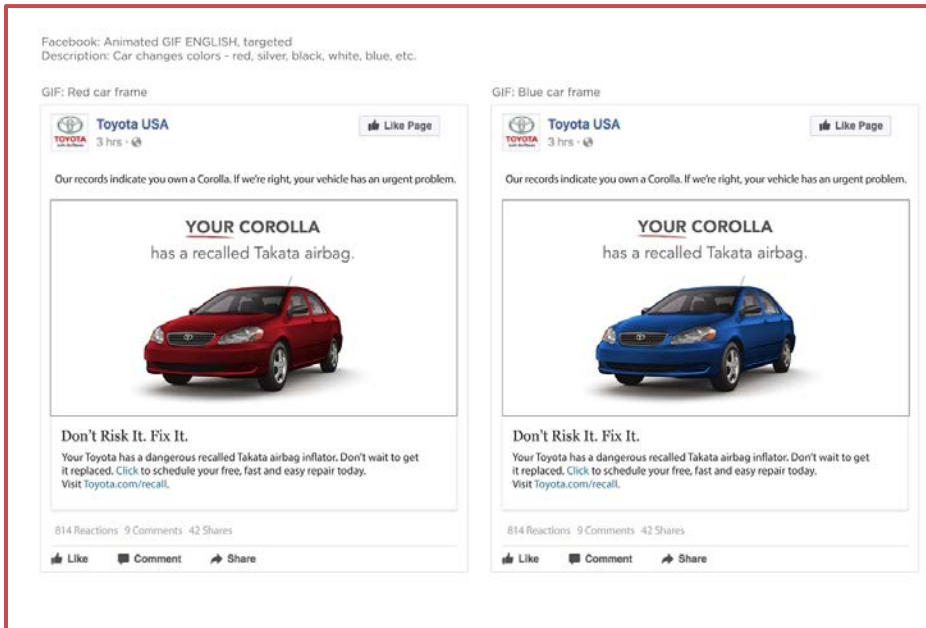 Facebook: Animated GIF ENGLISH, targeted
Description: Car changes colors - red, silver, black, white, blue, etc.
GIF: Red car frame
Toyota USA
Like Page
TOYOTA
3 hrs
Our records indicate you own a Corolla. If we're right, your vehicle has an urgent problem.
YOUR COROLLA
has a recalled Takata airbag.
Don't Risk It. Fix It.
Your Toyota has a dangerous recalled Takata airbag inflator. Don't wait to get
it replaced. Click to schedule your free, fast and easy repair today.
Visit Toyota.com/recall.
814 Reactions 9 Comments 42 Shares
Like Comment Share
GIF: Blue car frame
Toyota USA
Like Page
TOYOTA
3 hrs
Our records indicate you own a Corolla. If we're right, your vehicle has an urgent problem.
YOUR COROLLA
has a recalled Takata airbag.
Don't Risk It. Fix It.
Your Toyota has a dangerous recalled Takata airbag inflator. Don't wait to get
it replaced. Click to schedule your free, fast and easy repair today.
Visit Toyota.com/recall.
814 Reactions 9 Comments 42 Shares
Like Comment Share